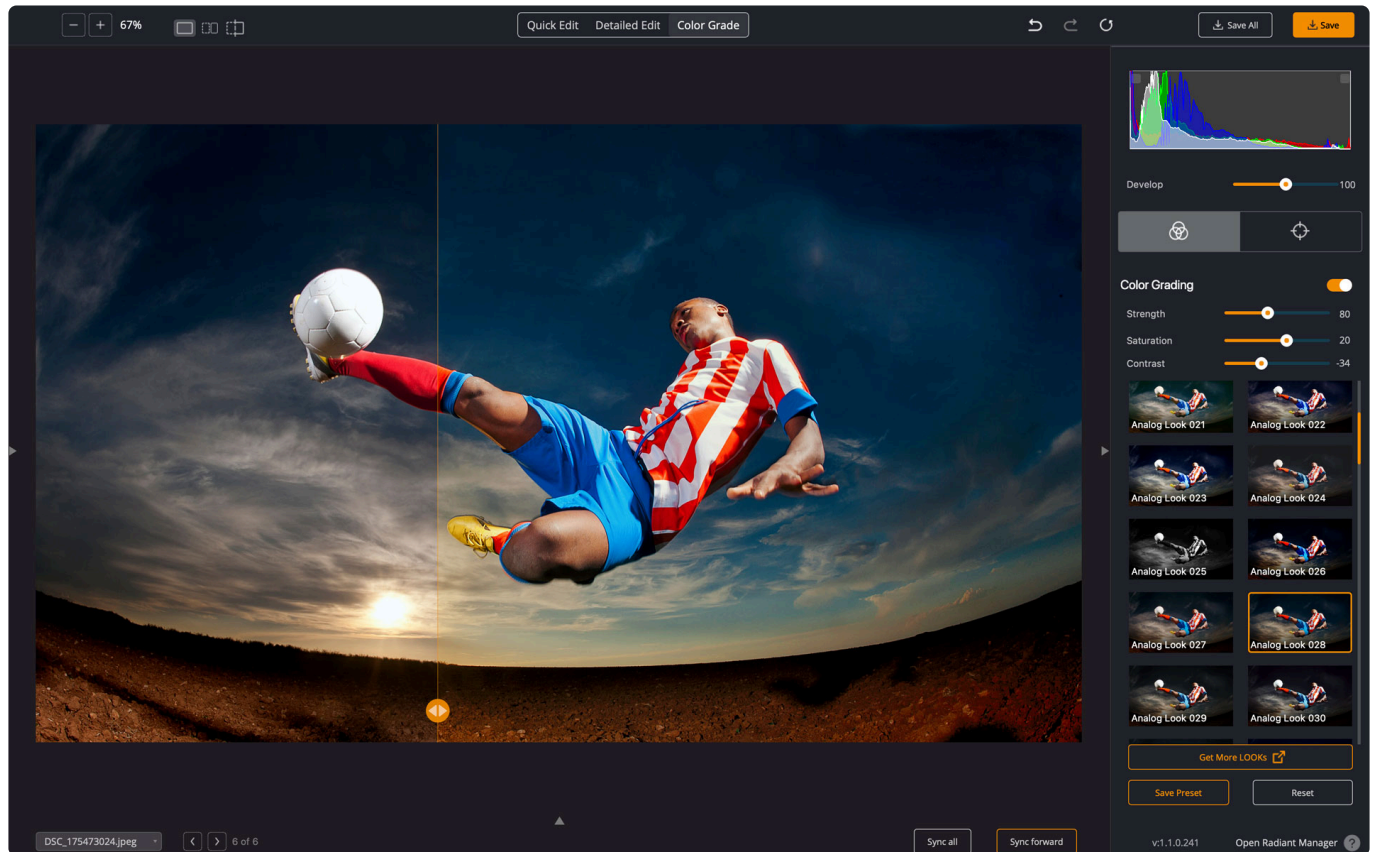 67%
Quick Edit Detailed Edit Color Grade
Save All
Save
Develop 100
Color Grading
Strength 80
Saturation 20
Contrast -34
Analog Look 021 Analog Look 022
Analog Look 023 Analog Look 024
Analog Look 025 Analog Look 026
Analog Look 027 Analog Look 028
Analog Look 029 Analog Look 030
Get More LOOKs
Save Preset Reset
DSC_175473024.jpeg 6 of 6 Sync all Sync forward v:1.1.0.241 Open Radiant Manager ?